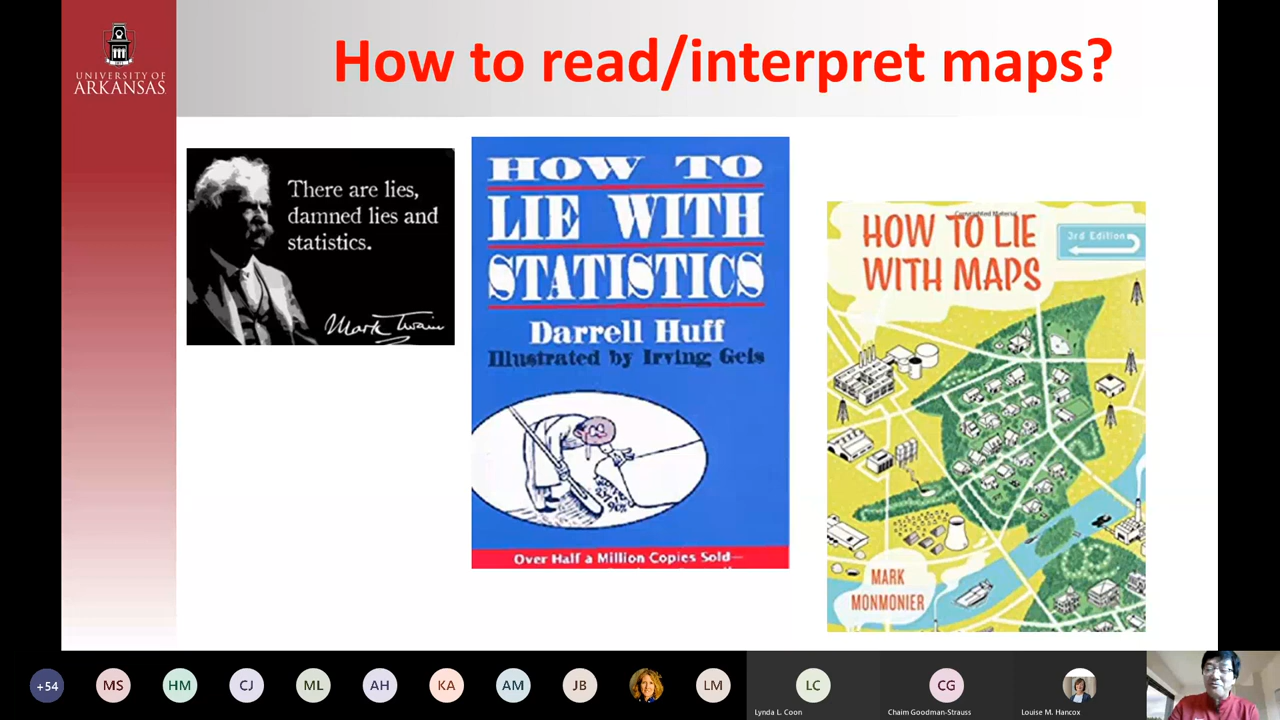 UNIVERSITY OF
ARKANSAS
How to read/interpret maps?
There are lies,
damned lies and
statistics.
Mark Twain
HOW TO
LIE WITH
STATISTICS
Darrell Huff
Illustrated by Irving Geis
Over Half a Million Copies Sold—
Copyrighted Material
HOW TO LIE
WITH MAPS
3rd Edition
MARK
MONMONIER
+54
MS
HM
CJ
ML
AH
KA
AM
JB
LM
LC
CG
Lynda L. Coon
Chaim Goodman-Strauss
Louise M. Hancox